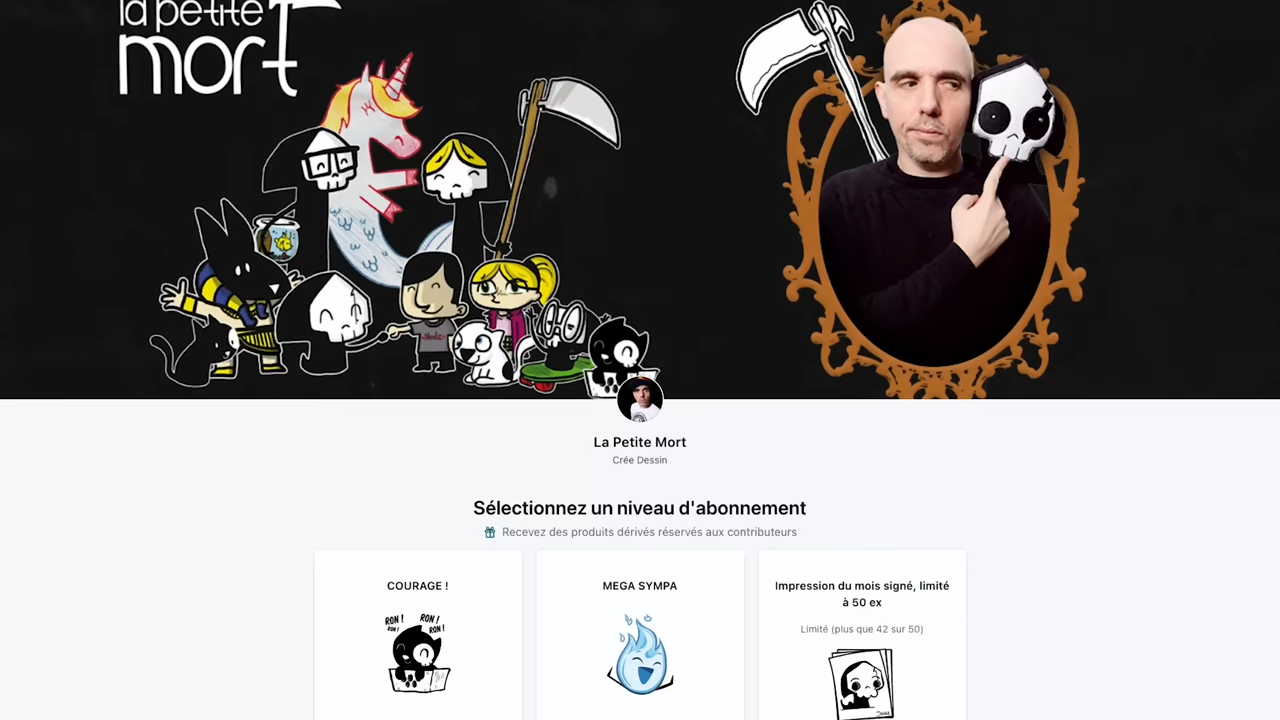 la petite
mort
La Petite Mort
Crée Dessin
Sélectionnez un niveau d'abonnement
Recevez des produits dérivés réservés aux contributeurs
COURAGE !
MEGA SYMPA
Impression du mois signé, limité
à 50 ex
Limité (plus que 42 sur 50)
RON !
RON !
RON !
RON !